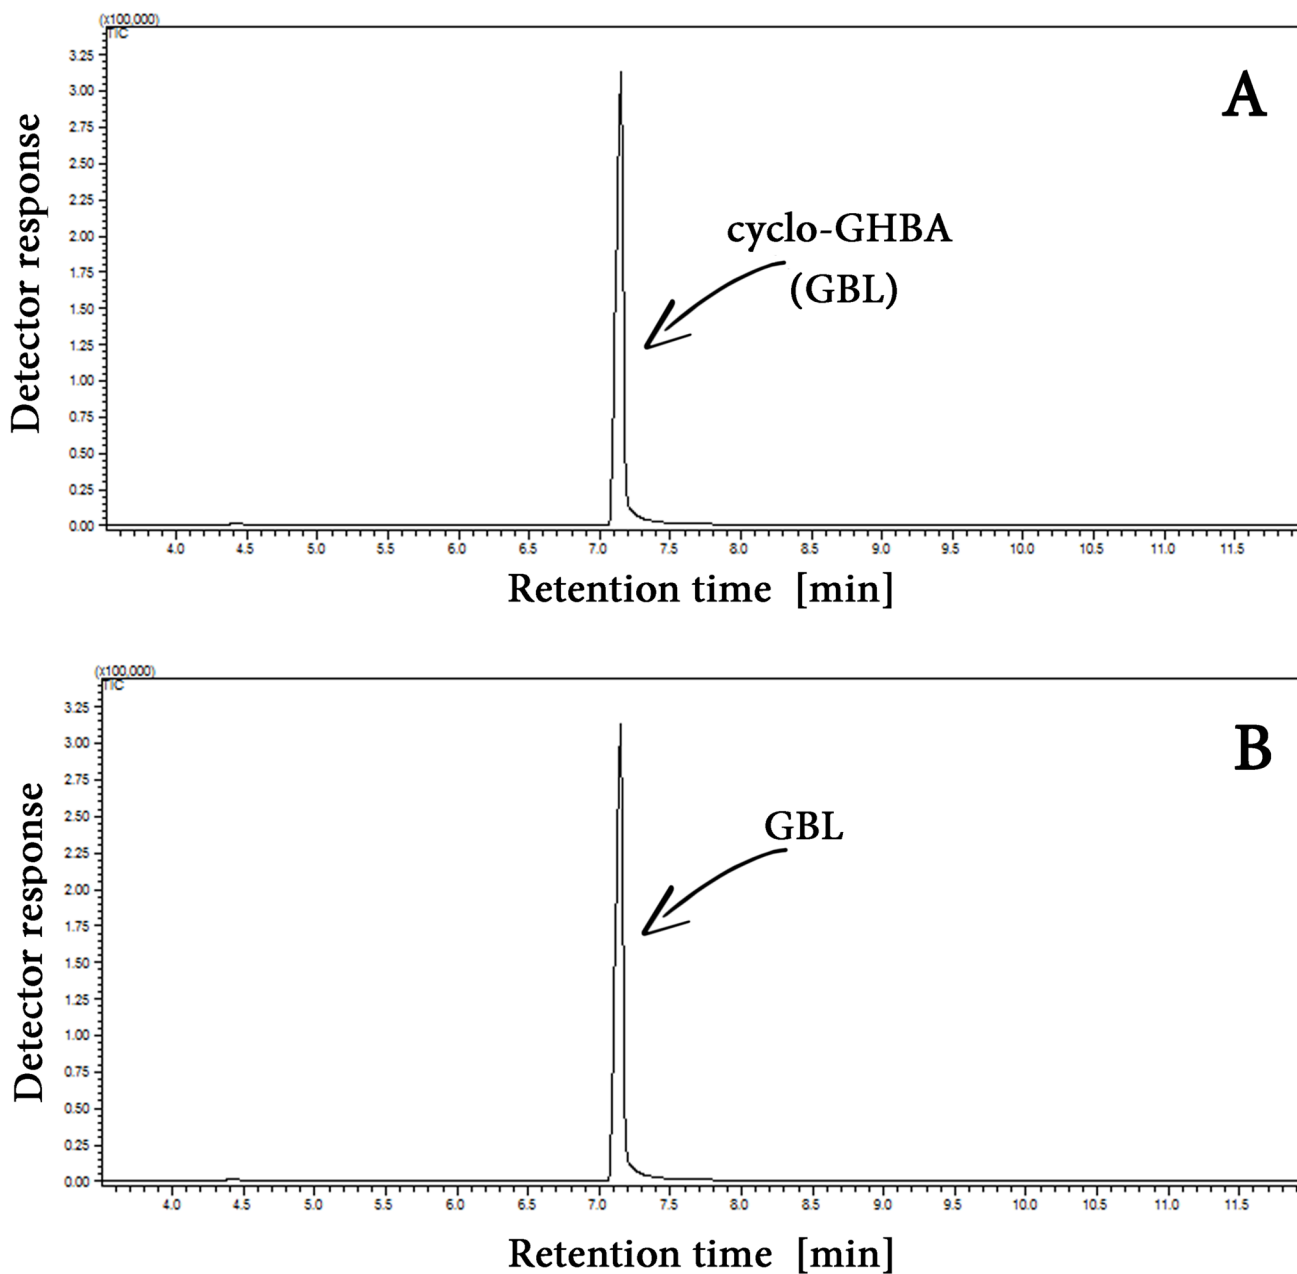 (x100,000)
TIC
A
3.25
3.00
2.75
2.50
2.25
2.00
1.75
1.50
1.25
1.00
0.75
0.50
0.25
0.00
Detector response
cyclo-GHBA
(GBL)
4.0 4.5 5.0 5.5 6.0 6.5 7.0 7.5 8.0 8.5 9.0 9.5 10.0 10.5 11.0 11.5
Retention time [min]
(x100,000)
TIC
B
3.25
3.00
2.75
2.50
2.25
2.00
1.75
1.50
1.25
1.00
0.75
0.50
0.25
0.00
Detector response
GBL
4.0 4.5 5.0 5.5 6.0 6.5 7.0 7.5 8.0 8.5 9.0 9.5 10.0 10.5 11.0 11.5
Retention time [min]